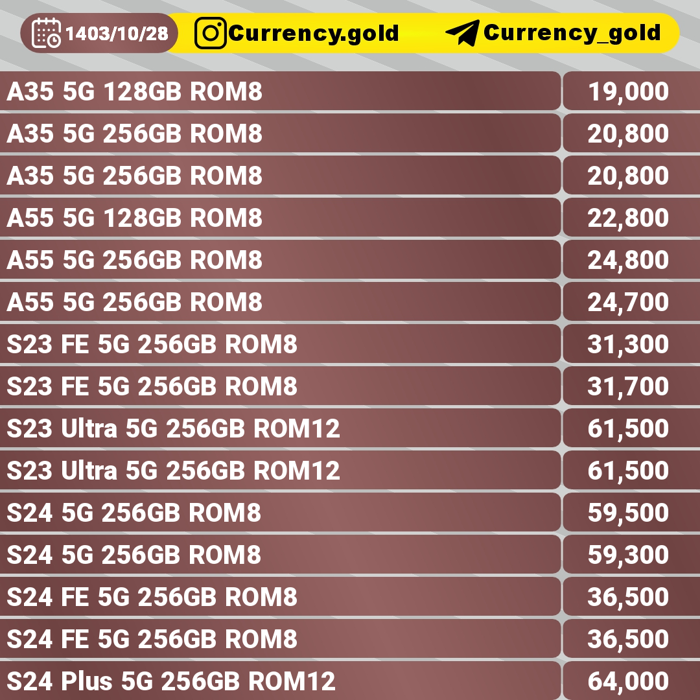 1403/10/28 Currency.gold Currency_gold
A35 5G 128GB ROM8 19,000
A35 5G 256GB ROM8 20,800
A35 5G 256GB ROM8 20,800
A55 5G 128GB ROM8 22,800
A55 5G 256GB ROM8 24,800
A55 5G 256GB ROM8 24,700
S23 FE 5G 256GB ROM8 31,300
S23 FE 5G 256GB ROM8 31,700
S23 Ultra 5G 256GB ROM12 61,500
S23 Ultra 5G 256GB ROM12 61,500
S24 5G 256GB ROM8 59,500
S24 5G 256GB ROM8 59,300
S24 FE 5G 256GB ROM8 36,500
S24 FE 5G 256GB ROM8 36,500
S24 Plus 5G 256GB ROM12 64,000